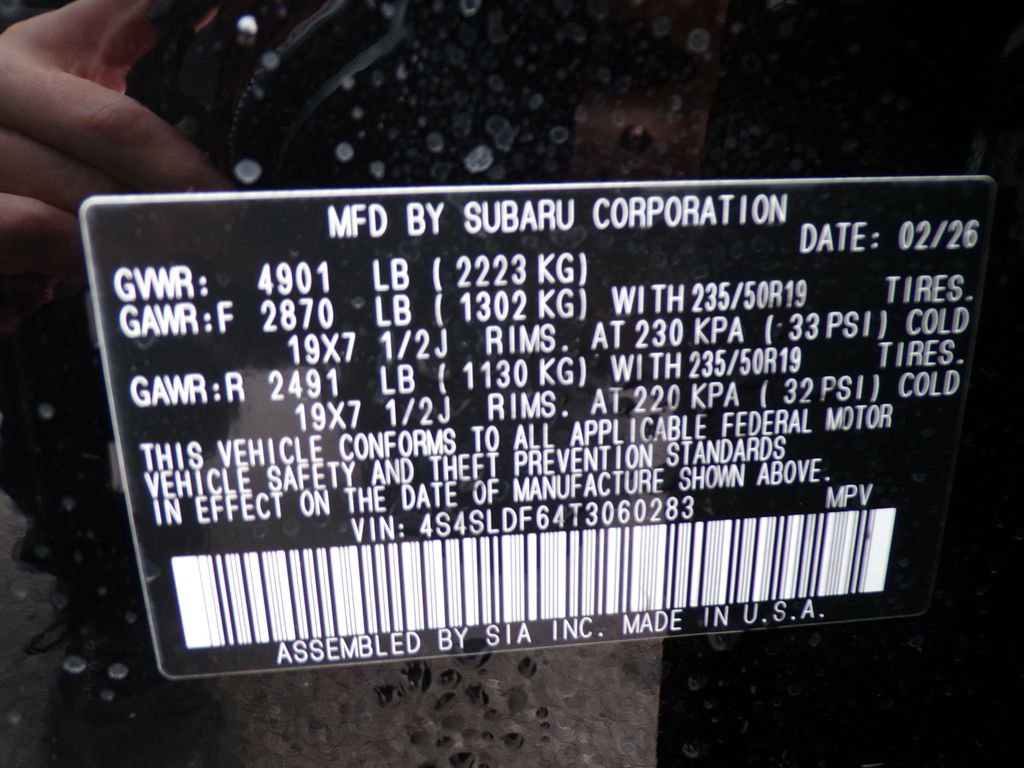 MFD BY SUBARU CORPORATION
DATE: 02/26
GVWR: 4901 LB ( 2223 KG)
GAWR:F 2870 LB ( 1302 KG) WITH 235/50R19 TIRES.
19X7 1/2J RIMS. AT 230 KPA ( 33 PSI) COLD
GAWR:R 2491 LB ( 1130 KG) WITH 235/50R19 TIRES.
19X7 1/2J RIMS. AT 220 KPA ( 32 PSI) COLD
THIS VEHICLE CONFORMS TO ALL APPLICABLE FEDERAL MOTOR
VEHICLE SAFETY AND THEFT PREVENTION STANDARDS
IN EFFECT ON THE DATE OF MANUFACTURE SHOWN ABOVE.
VIN: 4S4SLDF64T3060283 MPV
ASSEMBLED BY SIA INC. MADE IN U.S.A.